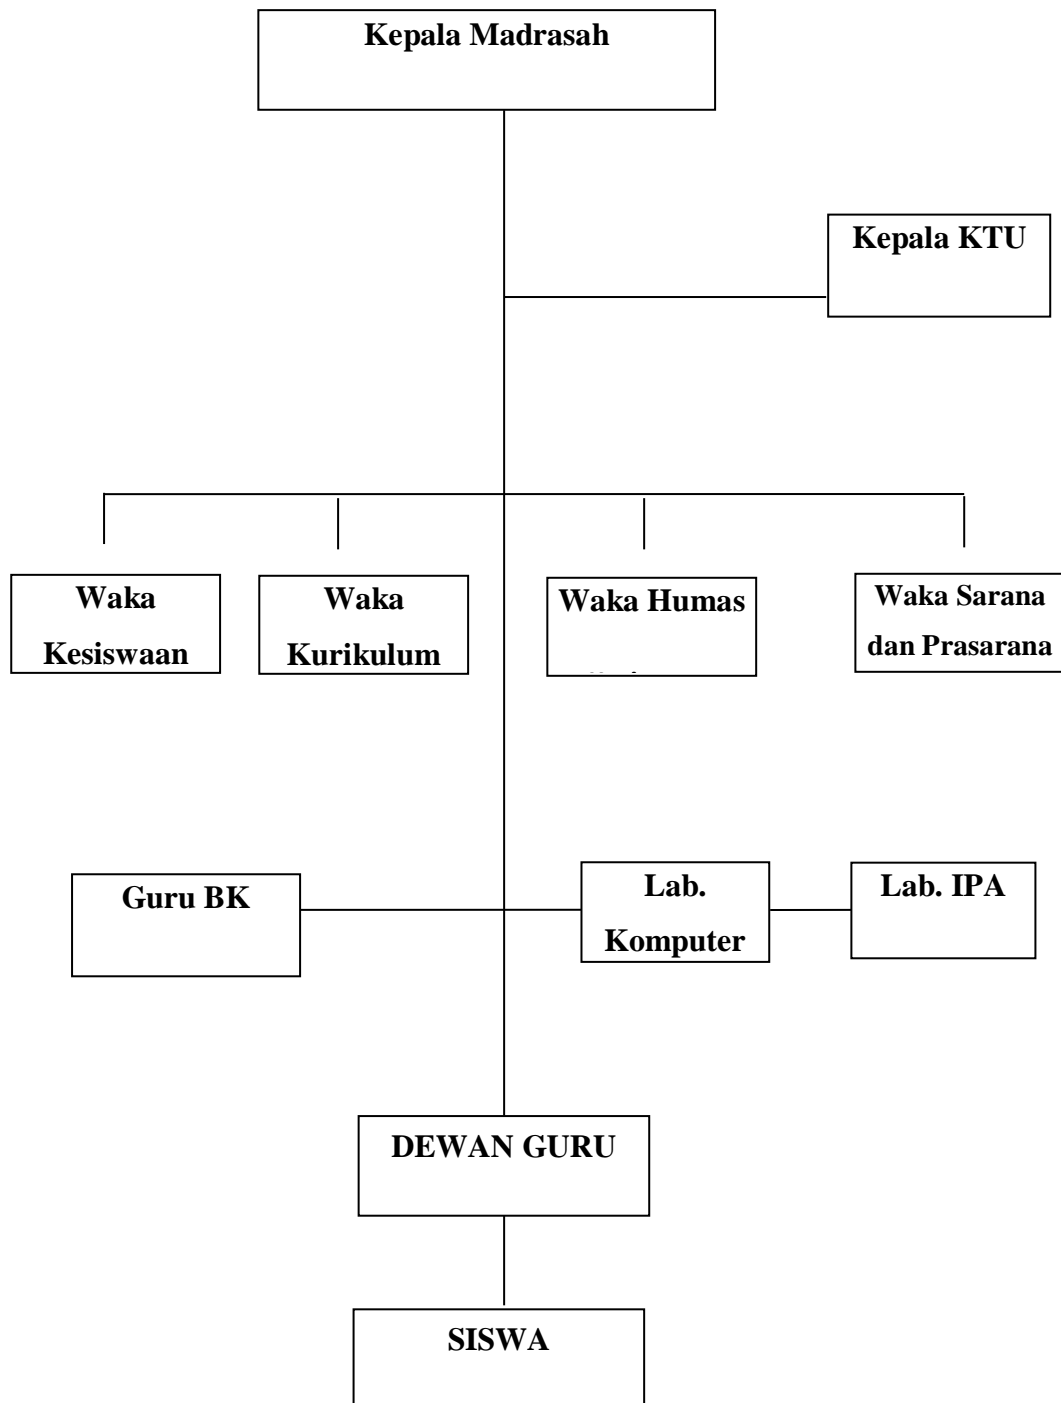 Kepala Madrasah
Kepala KTU
Waka
Kesiswaan
Waka
Kurikulum
Waka Humas
Waka Sarana
dan Prasarana
Guru BK
Lab.
Komputer
Lab. IPA
DEWAN GURU
SISWA